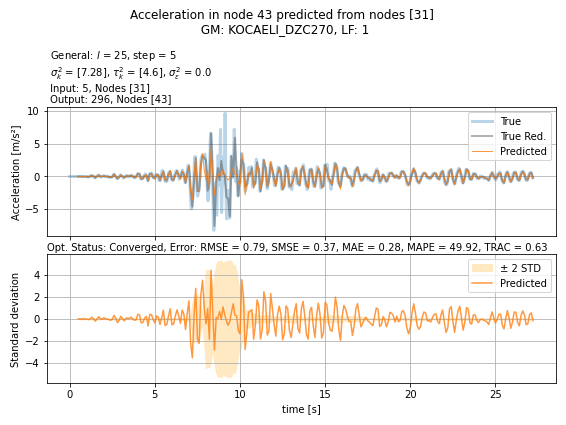 Acceleration in node 43 predicted from nodes [31]
GM: KOCAELI_DZC270, LF: 1
General: l = 25, step = 5
σ²ₖ = [7.28], τ²ₖ = [4.6], σ²ε = 0.0
Input: 5, Nodes [31]
Output: 296, Nodes [43]
Acceleration [m/s²]
10
5
0
−5
True
True Red.
Predicted
Opt. Status: Converged, Error: RMSE = 0.79, SMSE = 0.37, MAE = 0.28, MAPE = 49.92, TRAC = 0.63
Standard deviation
4
2
0
−2
−4
± 2 STD
Predicted
0 5 10 15 20 25
time [s]